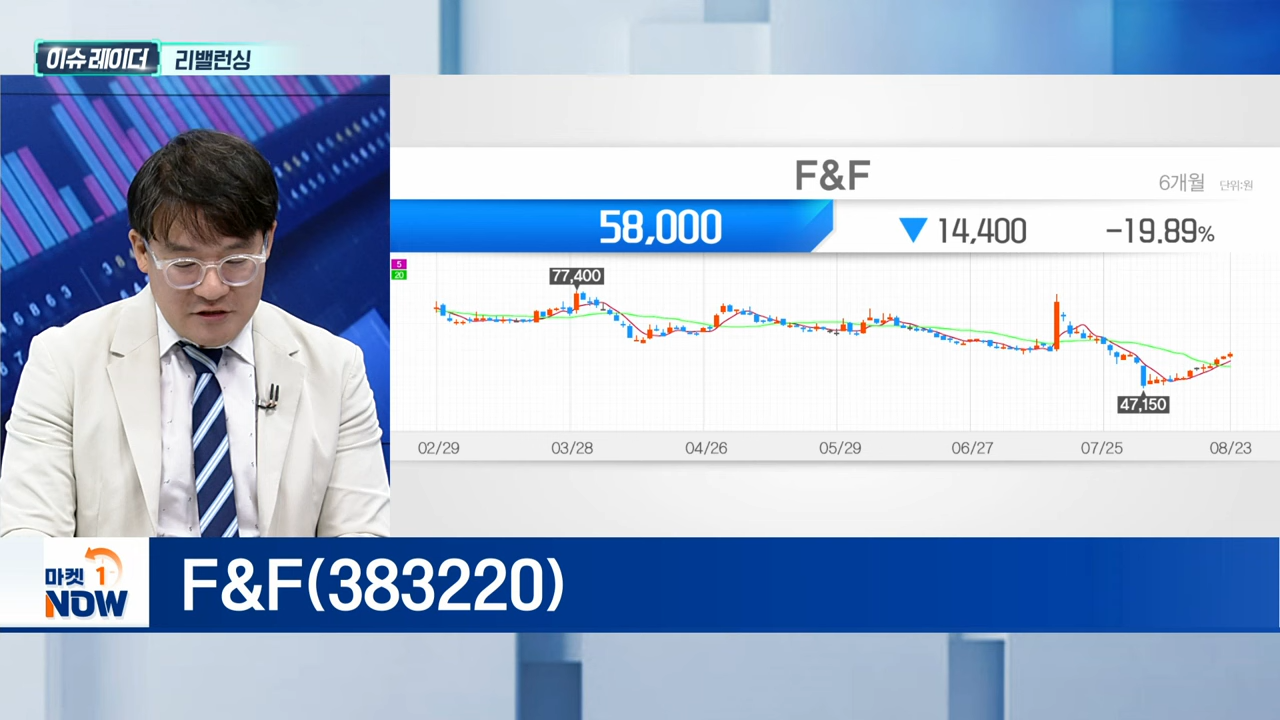 이슈 레이더 리밸런싱
F&F
6개월 단위:원
58,000 ▼ 14,400 -19.89%
5
20
77,400
47,150
02/29 03/28 04/26 05/29 06/27 07/25 08/23
마켓 1
NOW
F&F(383220)